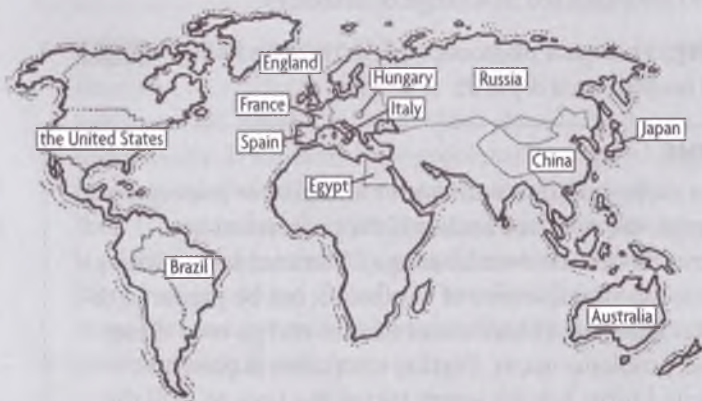 England
Hungary
Russia
France
Italy
the United States
Spain
Japan
China
Egypt
Brazil
Australia